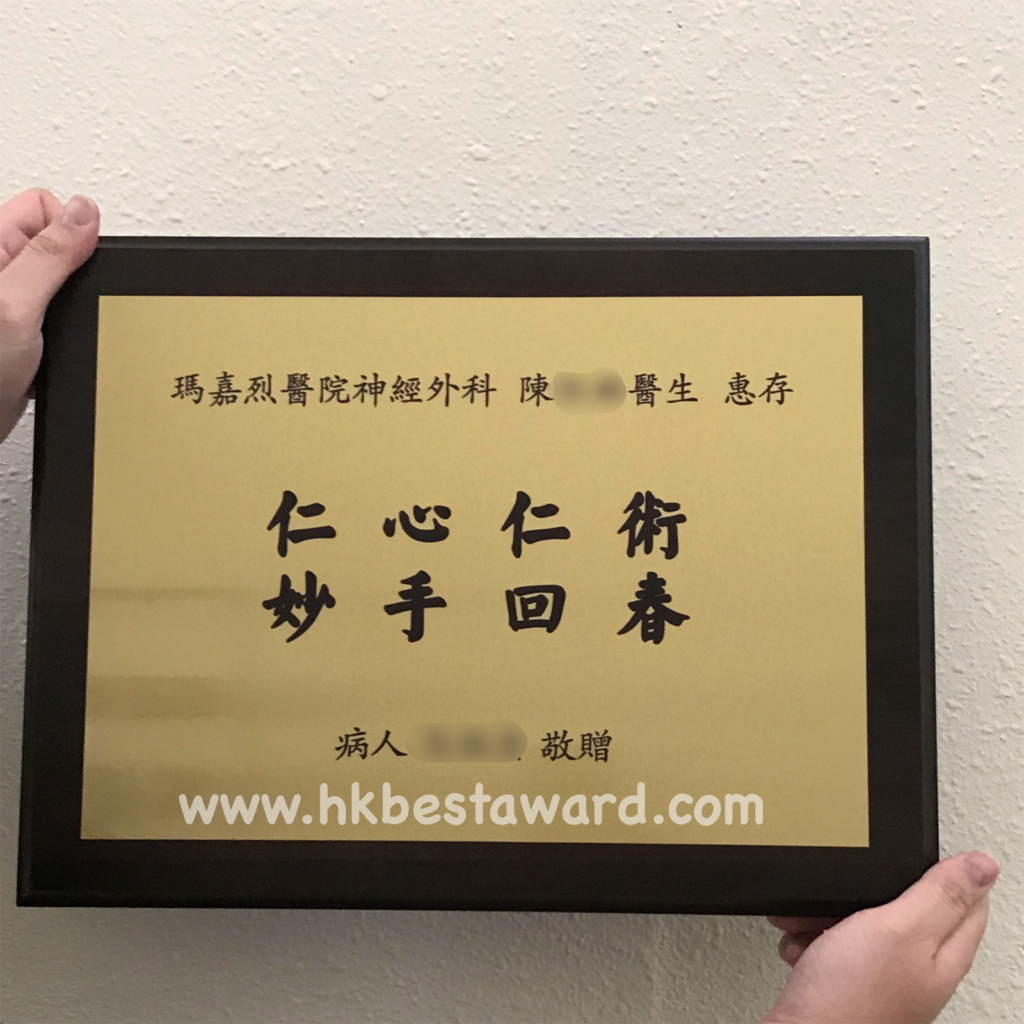 瑪嘉烈醫院神經外科 陳醫生 惠存
仁心仁術
妙手回春
病人 敬贈
www.hkbestaward.com